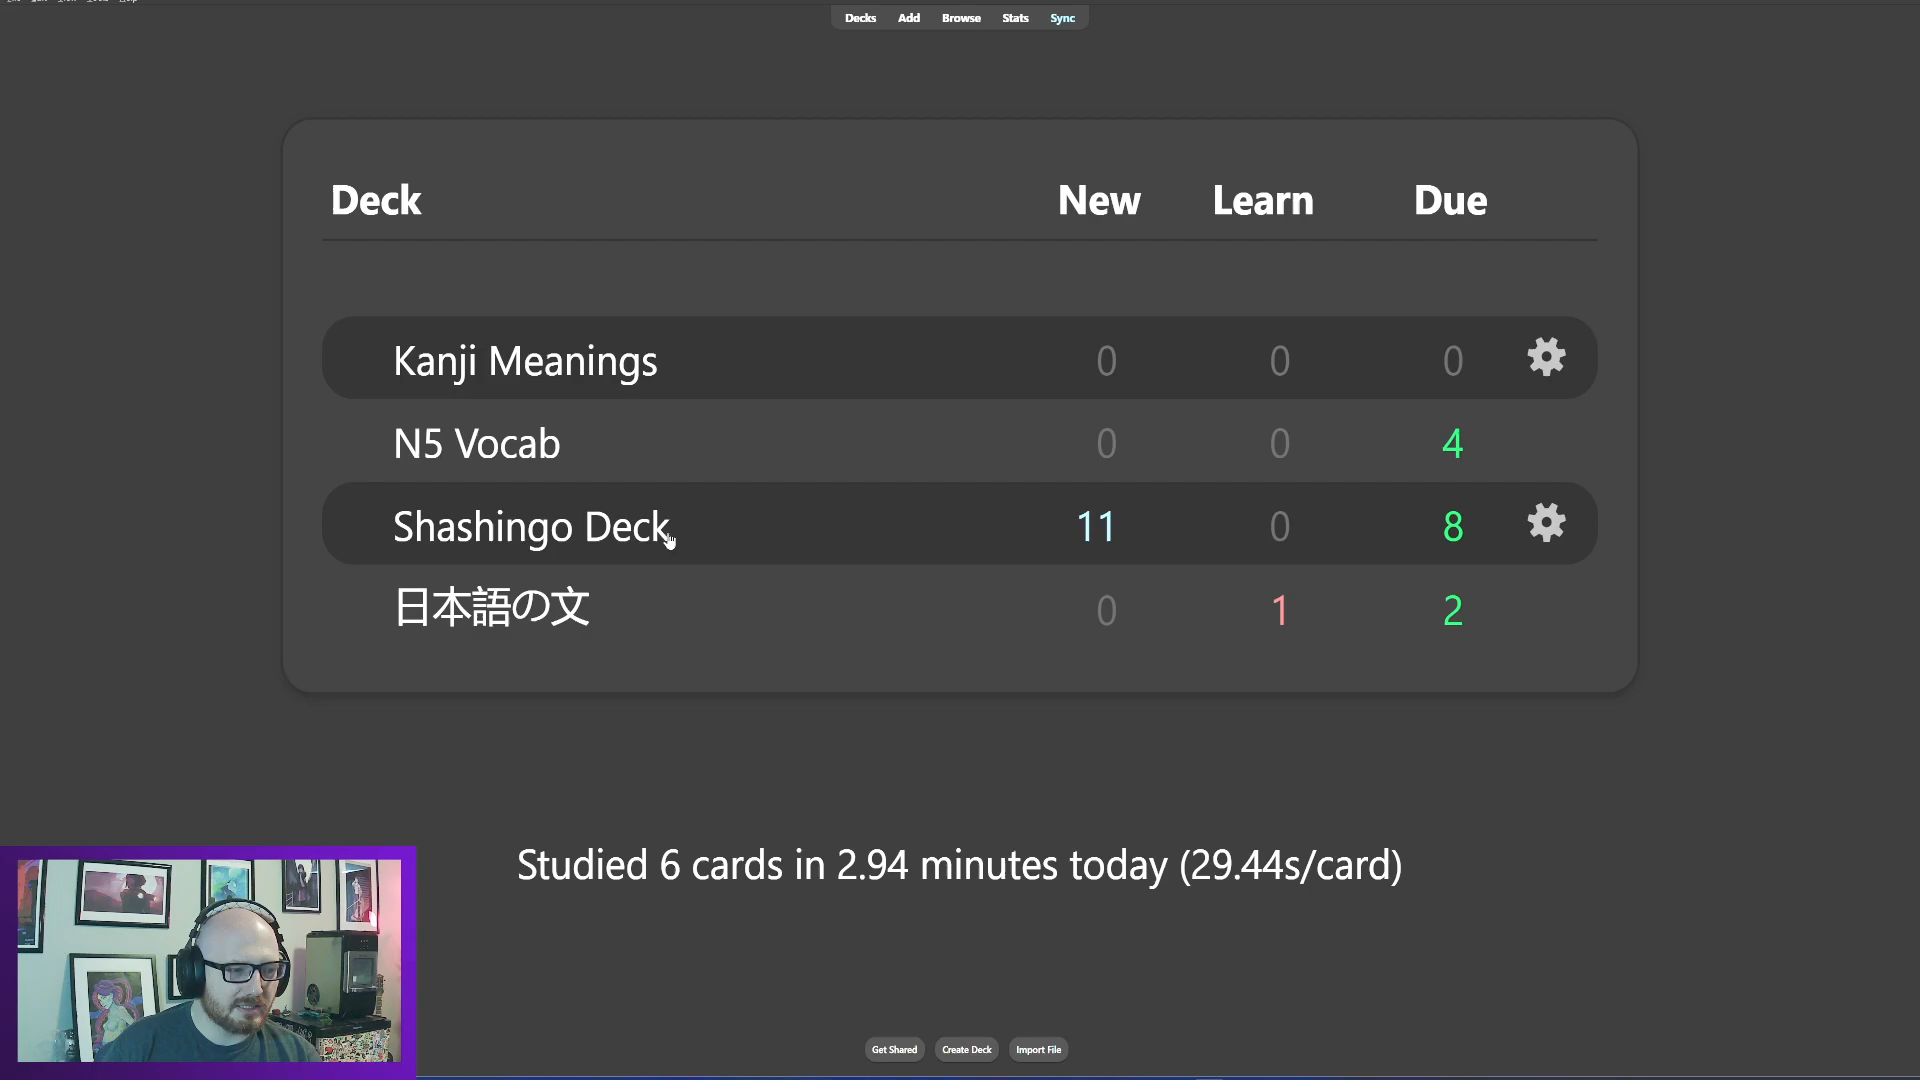 Decks Add Browse Stats Sync
Deck New Learn Due
Kanji Meanings 0 0 0
N5 Vocab 0 0 4
Shashingo Deck 11 0 8
日本語の文 0 1 2
Studied 6 cards in 2.94 minutes today (29.44s/card)
Get Shared Create Deck Import File